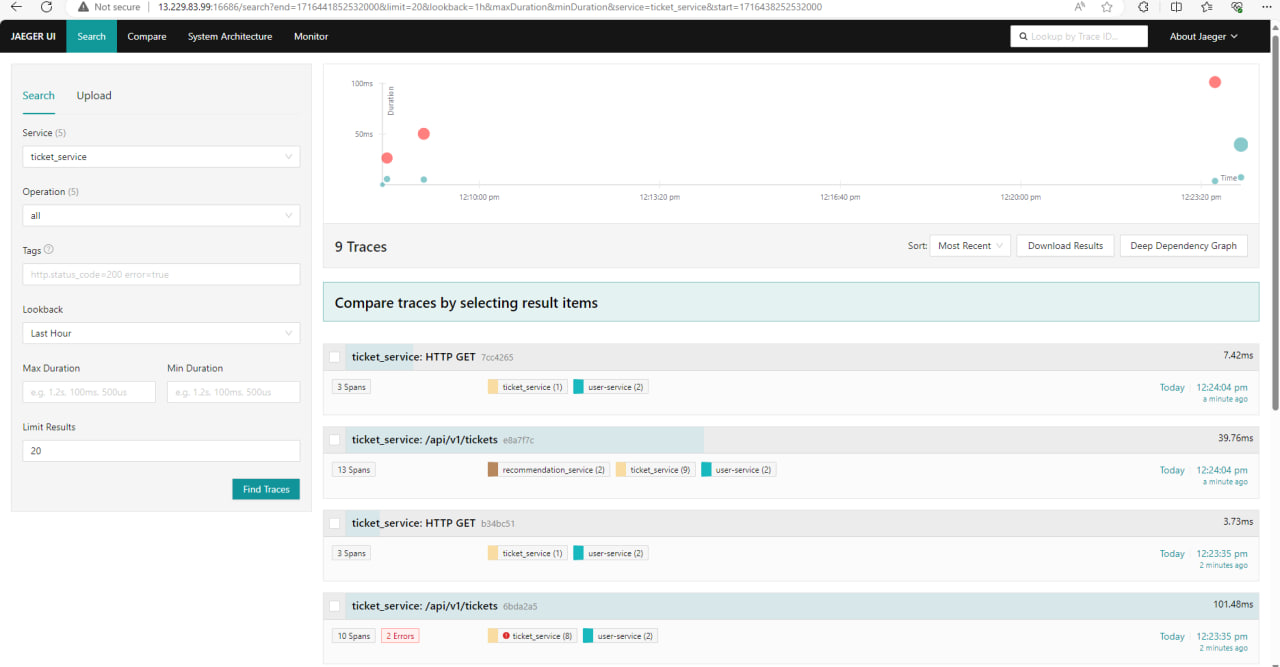 Not secure 13.229.83.99:16686/search?end=1716441852532000&limit=20&lookback=1h&maxDuration&minDuration&service=ticket_service&start=1716438252532000
JAEGER UI Search Compare System Architecture Monitor Lookup by Trace ID... About Jaeger
Search Upload
Service (5)
ticket_service
Operation (5)
all
Tags
http.status_code=200 error=true
Lookback
Last Hour
Max Duration Min Duration
e.g. 1.2s, 100ms, 500us e.g. 1.2s, 100ms, 500us
Limit Results
20
Find Traces
100ms
Duration
50ms
Time
12:10:00 pm 12:13:20 pm 12:16:40 pm 12:20:00 pm 12:23:20 pm
9 Traces Sort: Most Recent Download Results Deep Dependency Graph
Compare traces by selecting result items
ticket_service: HTTP GET 7cc4265 7.42ms
3 Spans ticket_service (1) user-service (2) Today 12:24:04 pm
a minute ago
ticket_service: /api/v1/tickets e8a7f7c 39.76ms
13 Spans recommendation_service (2) ticket_service (9) user-service (2) Today 12:24:04 pm
a minute ago
ticket_service: HTTP GET b34bc51 3.73ms
3 Spans ticket_service (1) user-service (2) Today 12:23:35 pm
2 minutes ago
ticket_service: /api/v1/tickets 6bda2a5 101.48ms
10 Spans 2 Errors ticket_service (8) user-service (2) Today 12:23:35 pm
2 minutes ago